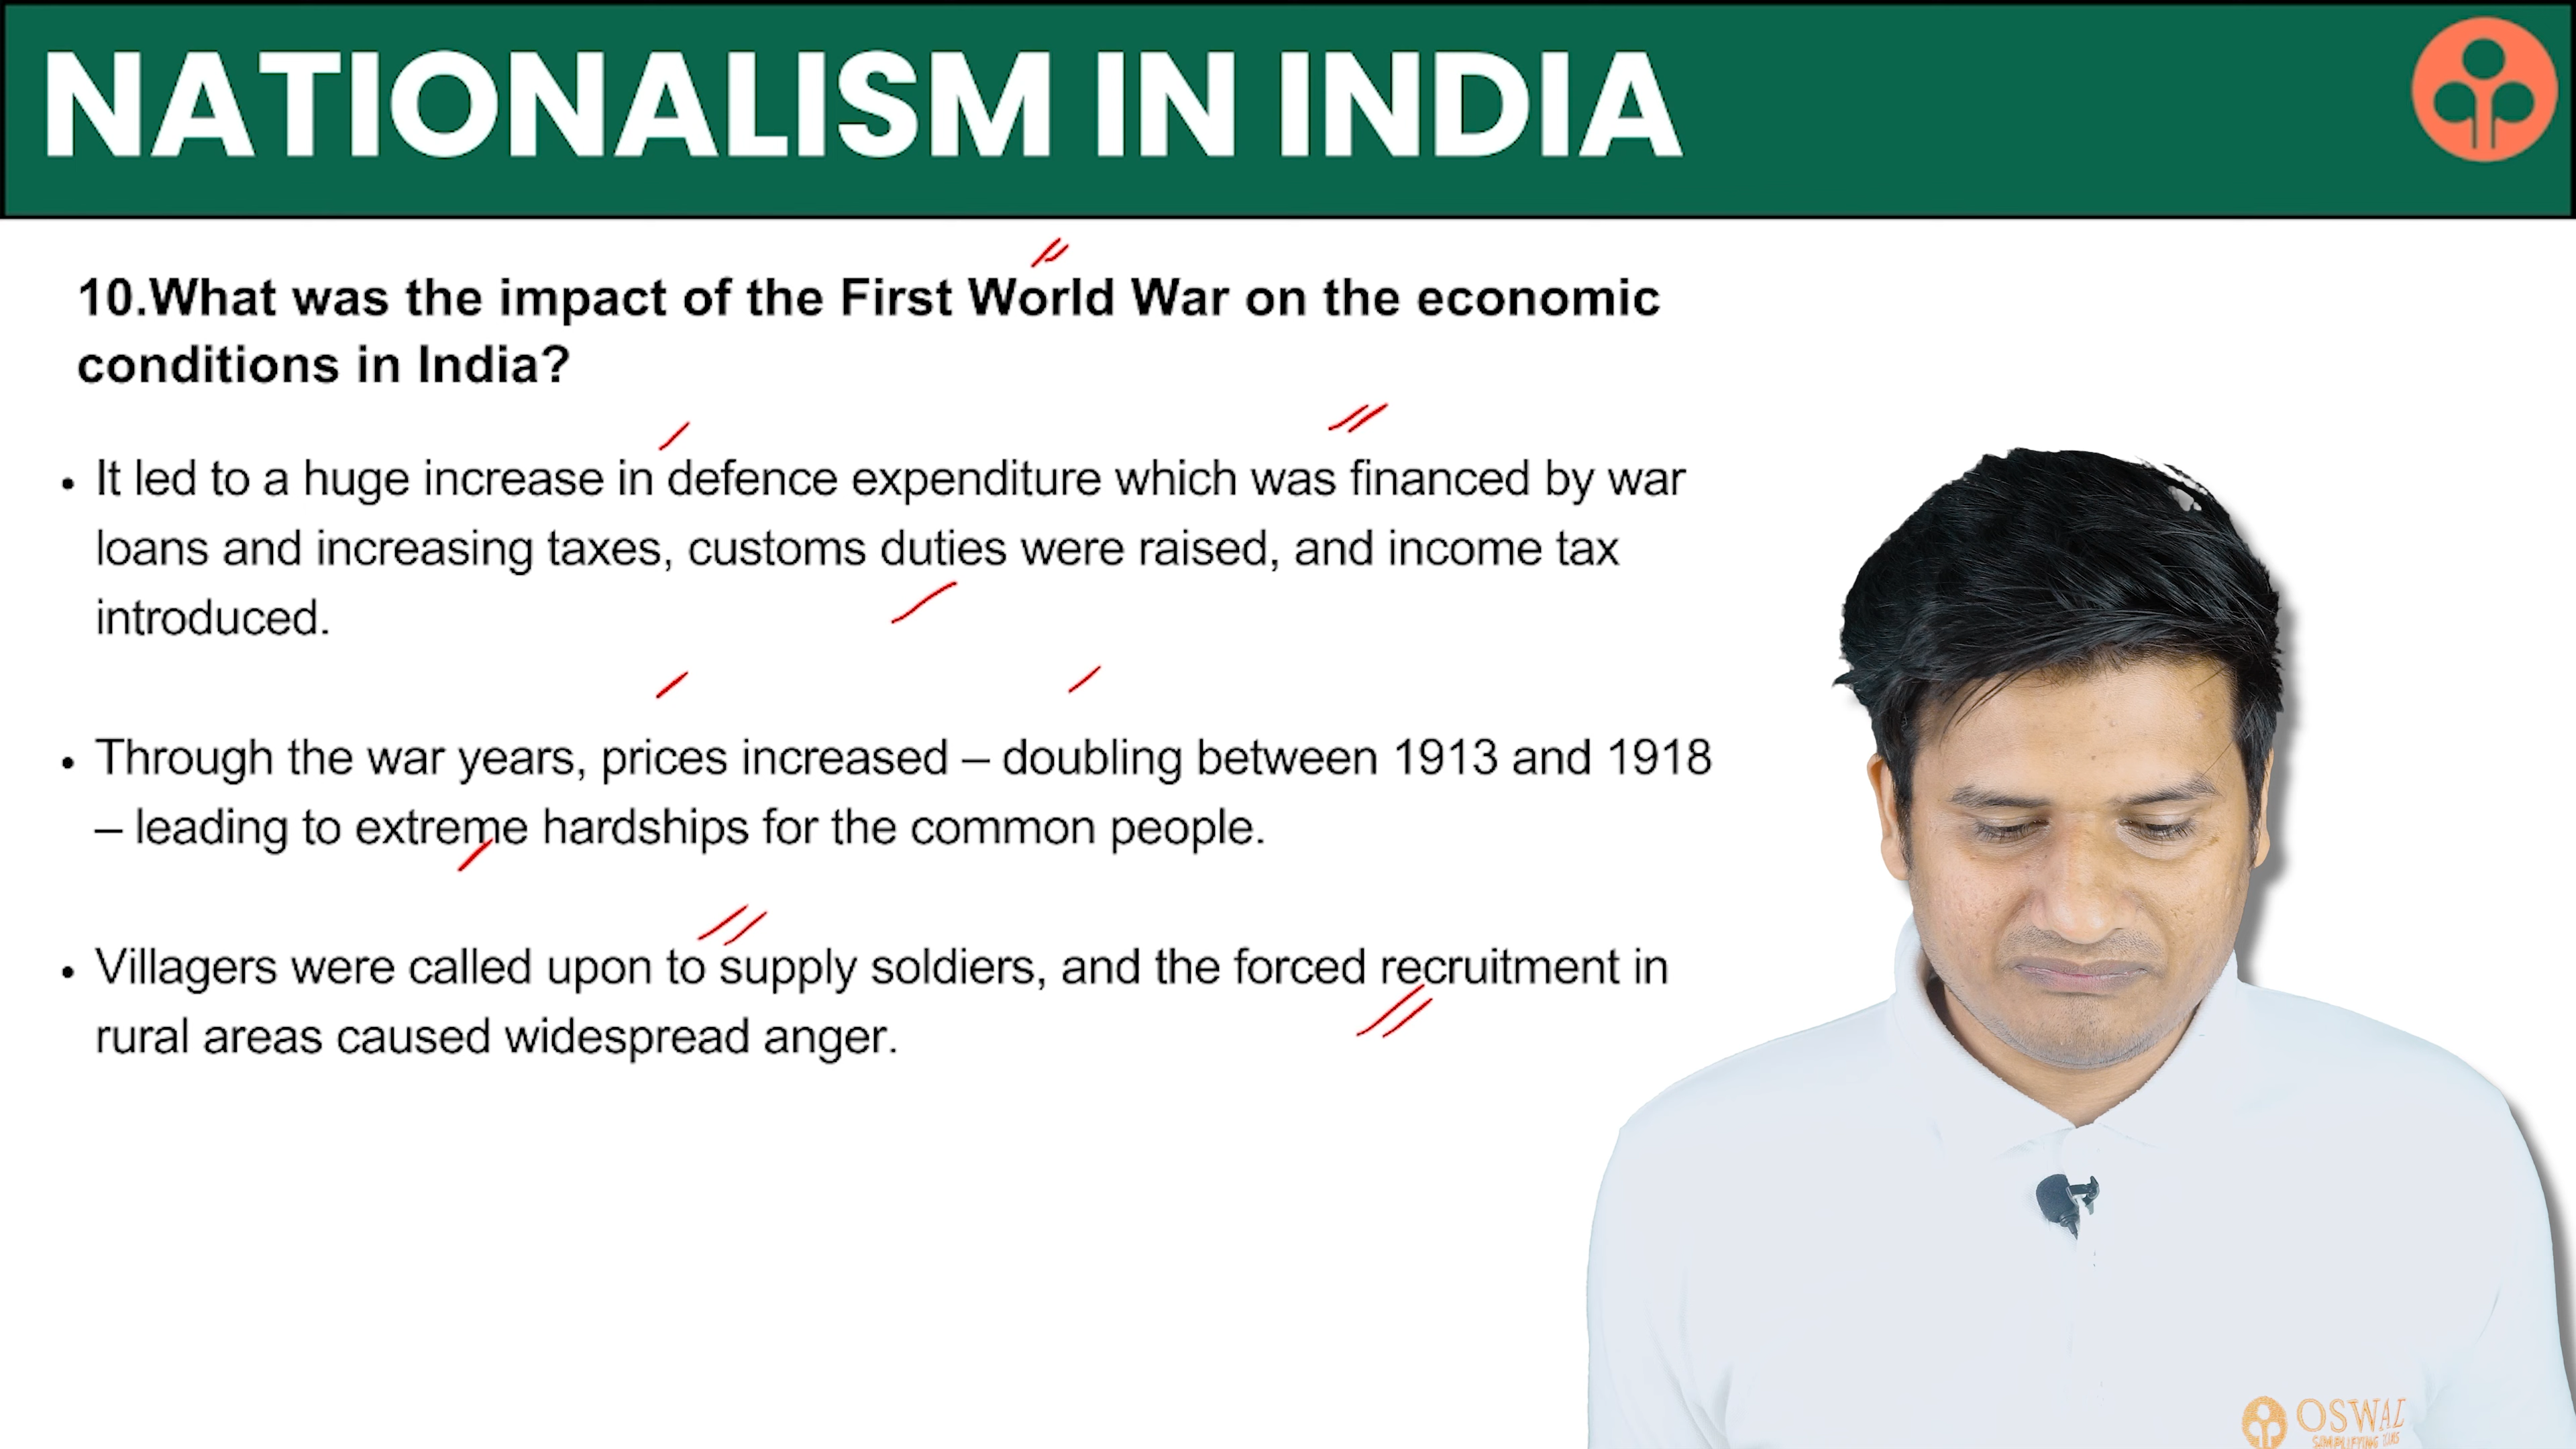 NATIONALISM IN INDIA
10.What was the impact of the First World War on the economic
conditions in India?
• It led to a huge increase in defence expenditure which was financed by war
loans and increasing taxes, customs duties were raised, and income tax
introduced.
• Through the war years, prices increased – doubling between 1913 and 1918
– leading to extreme hardships for the common people.
• Villagers were called upon to supply soldiers, and the forced recruitment in
rural areas caused widespread anger.
OSWAL